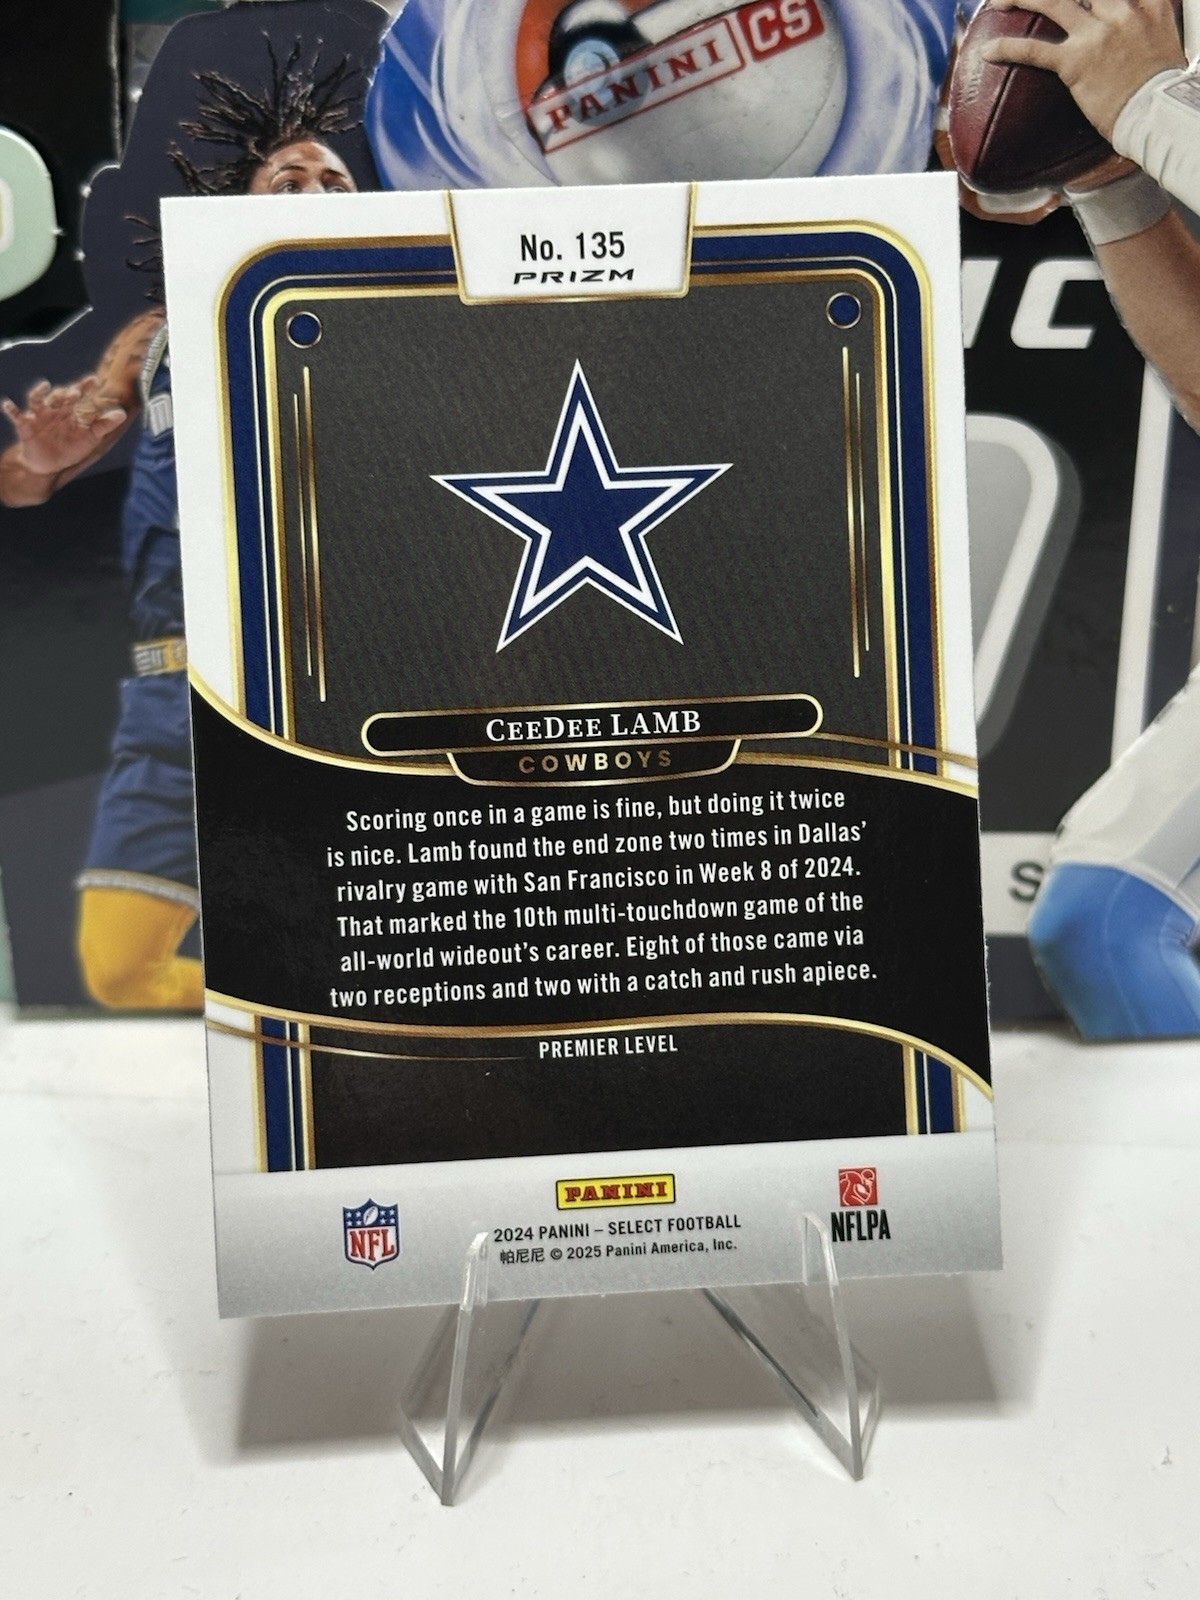 PANINI CS
IC
No. 135
PRIZM
CEEDEE LAMB
COWBOYS
Scoring once in a game is fine, but doing it twice
is nice. Lamb found the end zone two times in Dallas’
rivalry game with San Francisco in Week 8 of 2024.
That marked the 10th multi-touchdown game of the
all-world wideout’s career. Eight of those came via
two receptions and two with a catch and rush apiece.
PREMIER LEVEL
S
PANINI
NFL
NFLPA
2024 PANINI – SELECT FOOTBALL
帕尼尼 © 2025 Panini America, Inc.